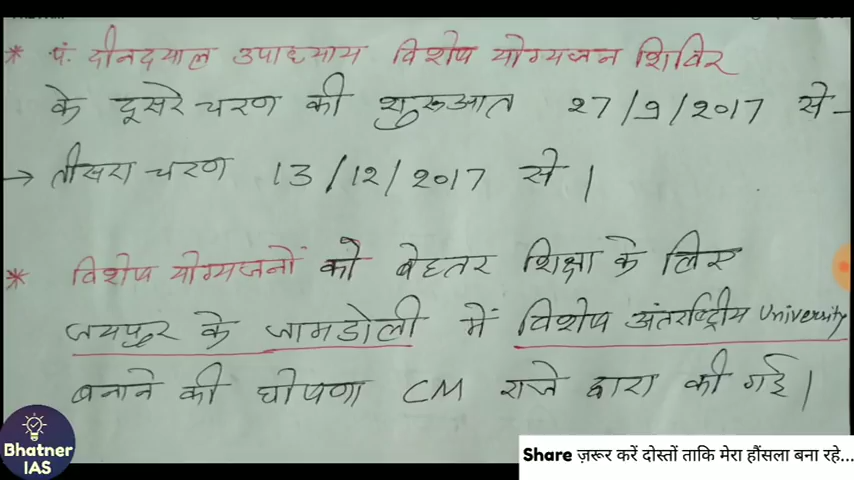 * पं. दीनदयाल उपाध्याय विशेष योग्यजन शिविर
के दूसरे चरण की शुरुआत 27/9/2017 से -
→ तीसरा चरण 13/12/2017 से |
* विशेष योग्यजनों को बेहतर शिक्षा के लिए
जयपुर के जामडोली में विशेष अंतर्राष्ट्रीय University
बनाने की घोषणा CM राजे द्वारा की गई |
Bhatner
IAS
Share ज़रूर करें दोस्तों ताकि मेरा हौंसला बना रहे...